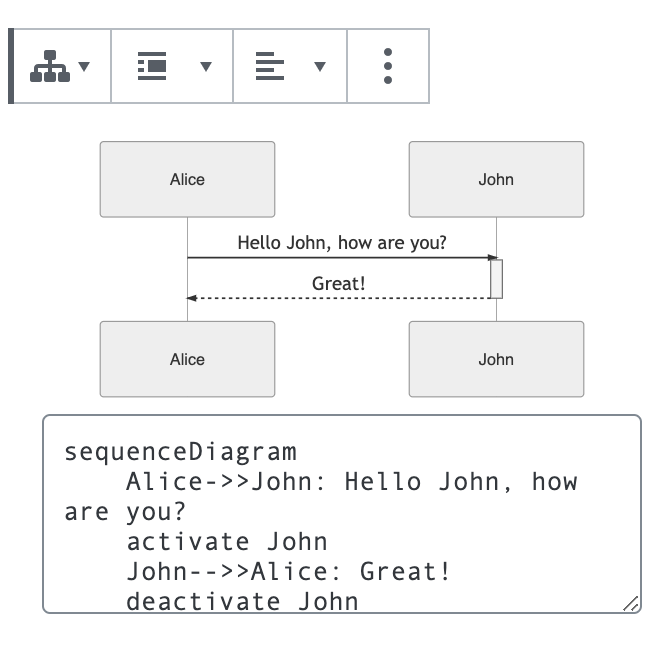 Alice John
Hello John, how are you?
Great!
Alice John
sequenceDiagram
    Alice->>John: Hello John, how
are you?
    activate John
    John-->>Alice: Great!
    deactivate John